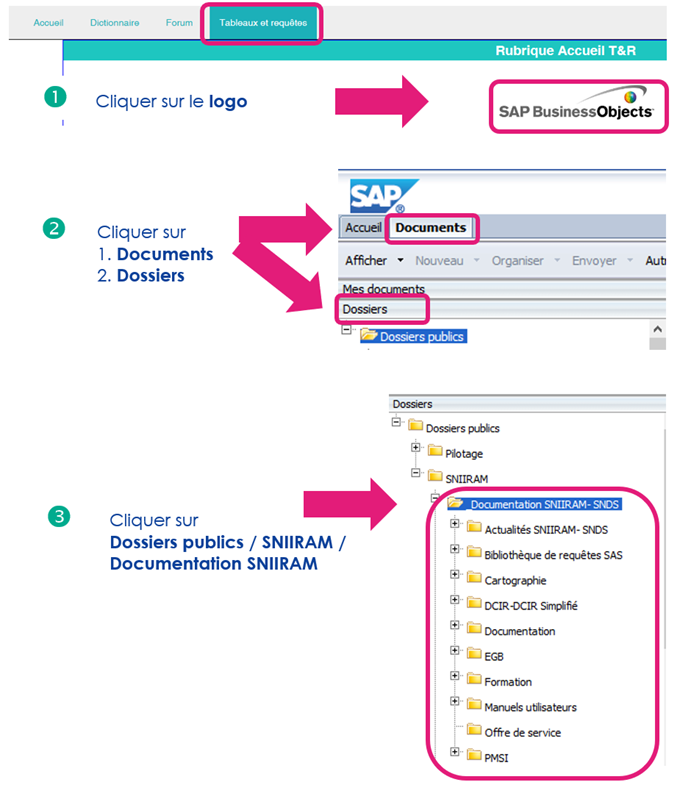 Accueil Dictionnaire Forum Tableaux et requêtes
Rubrique Accueil T&R
1 Cliquer sur le logo
SAP BusinessObjects
SAP®
2 Cliquer sur
1. Documents
2. Dossiers
Accueil Documents
Afficher Nouveau Organiser Envoyer Autr
Mes documents
Dossiers
Dossiers publics
Dossiers
Dossiers publics
Pilotage
SNIIRAM
Documentation SNIIRAM- SNDS
Actualités SNIIRAM- SNDS
Bibliothèque de requêtes SAS
Cartographie
DCIR-DCIR Simplifié
Documentation
EGB
Formation
Manuels utilisateurs
Offre de service
PMSI
3 Cliquer sur
Dossiers publics / SNIIRAM /
Documentation SNIIRAM